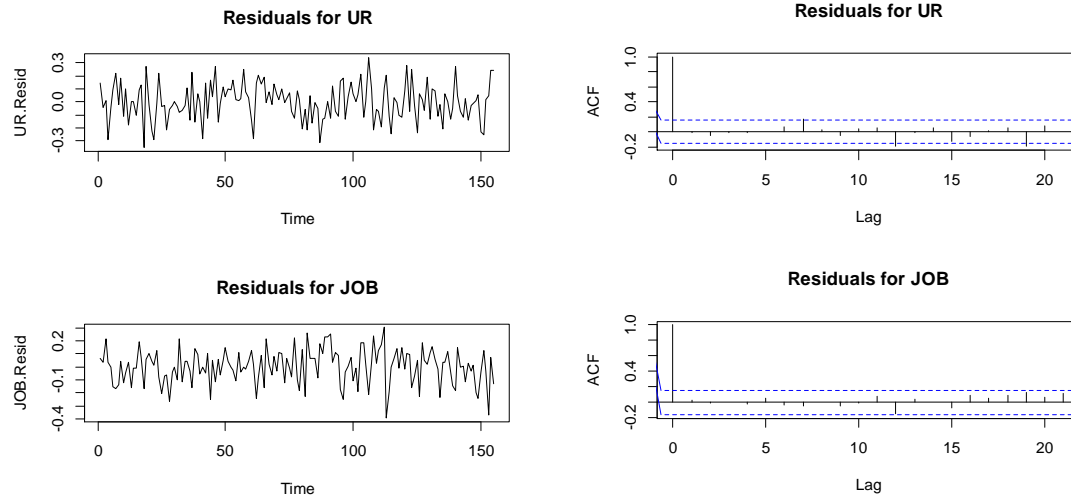 Residuals for UR
UR.Resid
0.3
0.0
-0.3
0
50
100
150
Time
Residuals for UR
ACF
1.0
0.4
-0.2
0
5
10
15
20
Lag
Residuals for JOB
JOB.Resid
0.2
-0.1
-0.4
0
50
100
150
Time
Residuals for JOB
ACF
1.0
0.4
-0.2
0
5
10
15
20
Lag